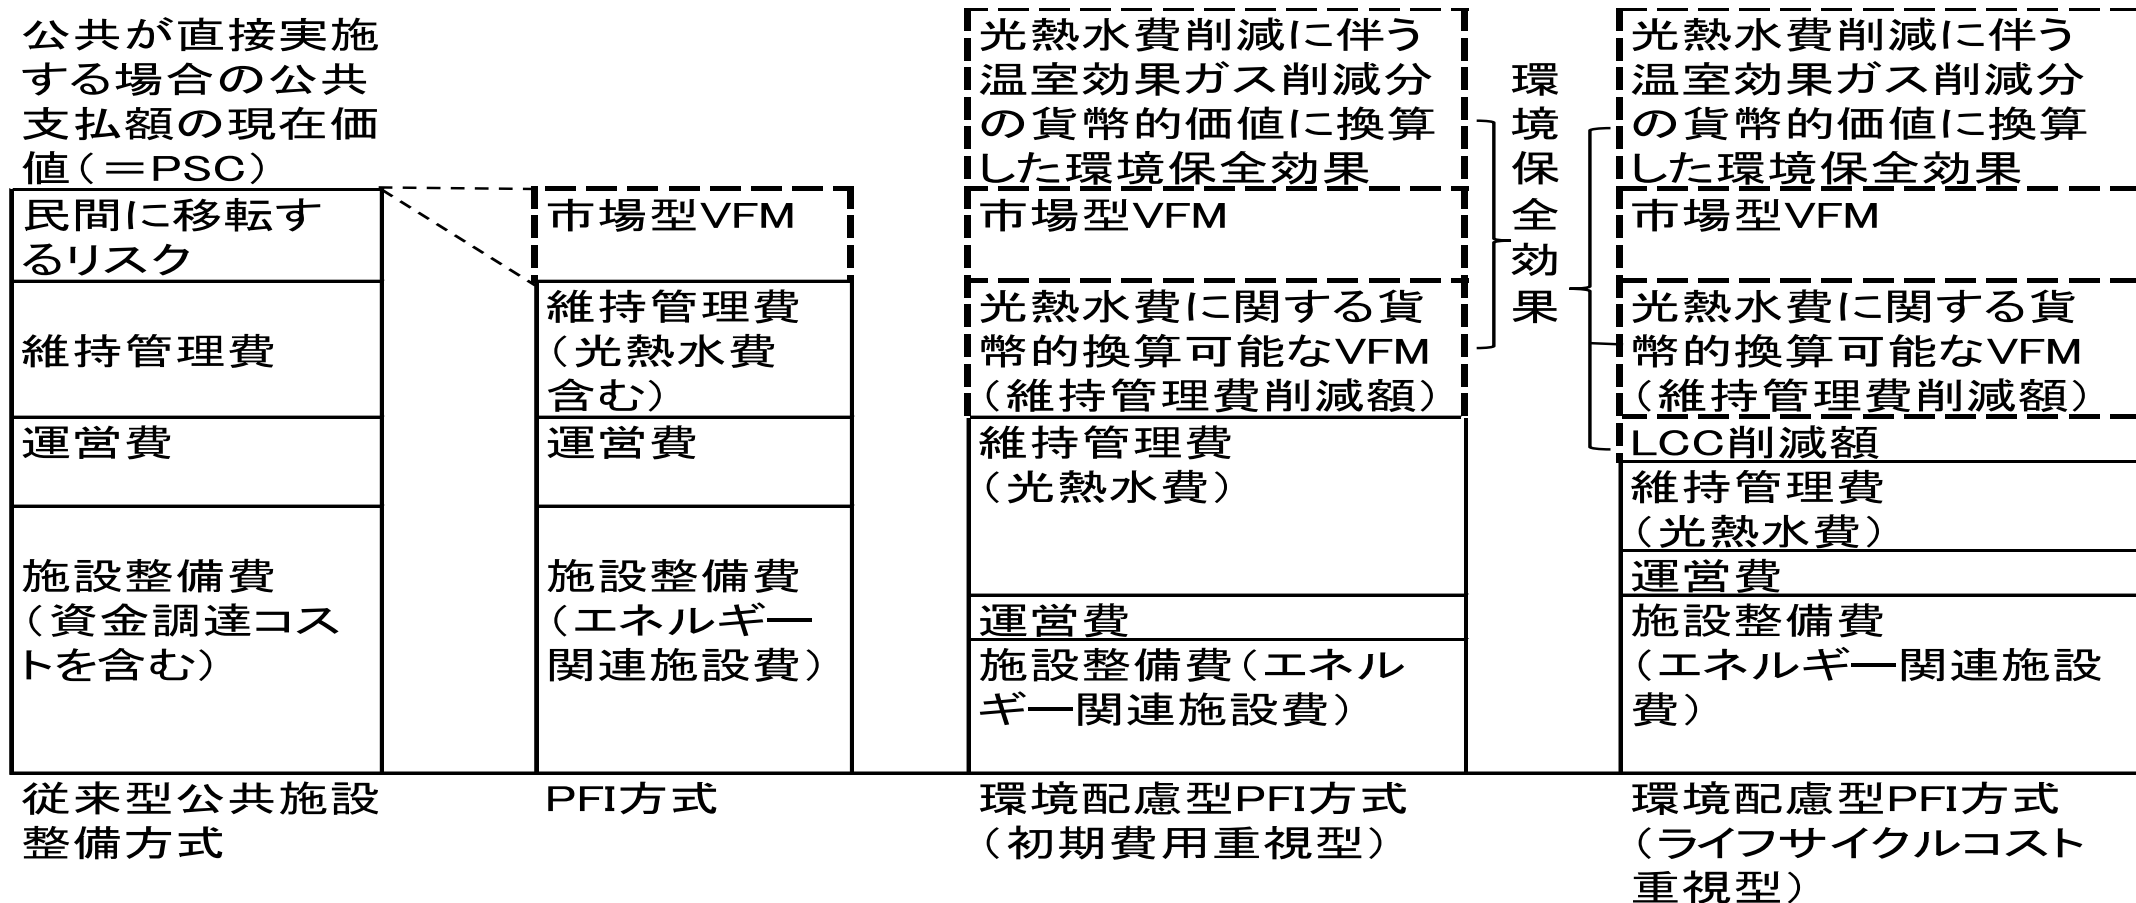 公共が直接実施
する場合の公共
支払額の現在価
値(＝PSC)
民間に移転す
るリスク
維持管理費
運営費
施設整備費
(資金調達コス
トを含む)
従来型公共施設
整備方式
市場型VFM
維持管理費
(光熱水費
含む)
運営費
施設整備費
(エネルギー
関連施設費)
PFI方式
光熱水費削減に伴う
温室効果ガス削減分
の貨幣的価値に換算
した環境保全効果
市場型VFM
光熱水費に関する貨
幣的換算可能なVFM
(維持管理費削減額)
維持管理費
(光熱水費)
運営費
施設整備費(エネル
ギー関連施設費)
環境配慮型PFI方式
(初期費用重視型)
環境保全効果
光熱水費削減に伴う
温室効果ガス削減分
の貨幣的価値に換算
した環境保全効果
市場型VFM
光熱水費に関する貨
幣的換算可能なVFM
(維持管理費削減額)
LCC削減額
維持管理費
(光熱水費)
運営費
施設整備費
(エネルギー関連施設
費)
環境配慮型PFI方式
(ライフサイクルコスト
重視型)